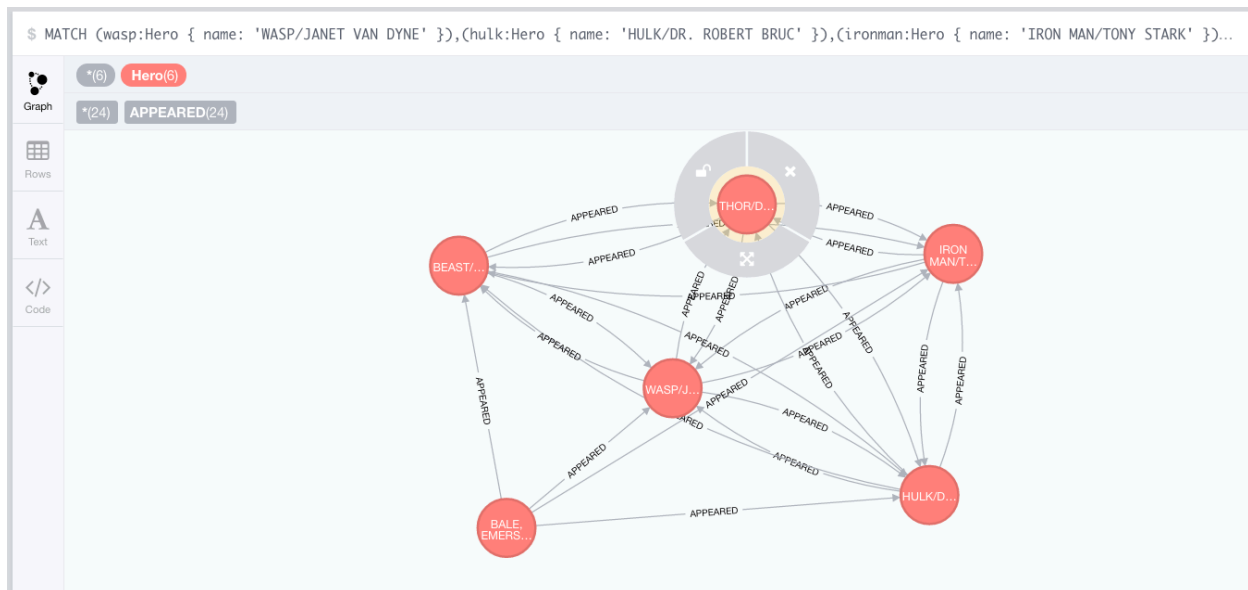 $ MATCH (wasp:Hero { name: 'WASP/JANET VAN DYNE' }),(hulk:Hero { name: 'HULK/DR. ROBERT BRUC' }),(ironman:Hero { name: 'IRON MAN/TONY STARK' })...
*(6) Hero(6)
Graph
*(24) APPEARED(24)
Rows
Text
Code
THOR/D...
APPEARED
APPEARED
APPEARED
APPEARED
BEAST/...
IRON
MAN/T...
APPEARED
APPEARED
APPEARED
APPEARED
APPEARED
APPEARED
APPEARED
APPEARED
APPEARED
APPEARED
APPEARED
APPEARED
APPEARED
WASP/J...
APPEARED
APPEARED
APPEARED
APPEARED
APPEARED
HULK/D...
APPEARED
BALE,
EMERS...